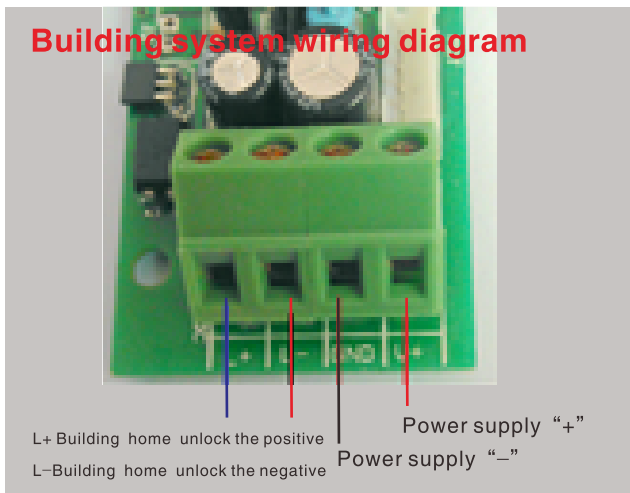 Building system wiring diagram
L+ L- GND V+
Power supply “+”
L+ Building home unlock the positive
Power supply “–”
L–Building home unlock the negative